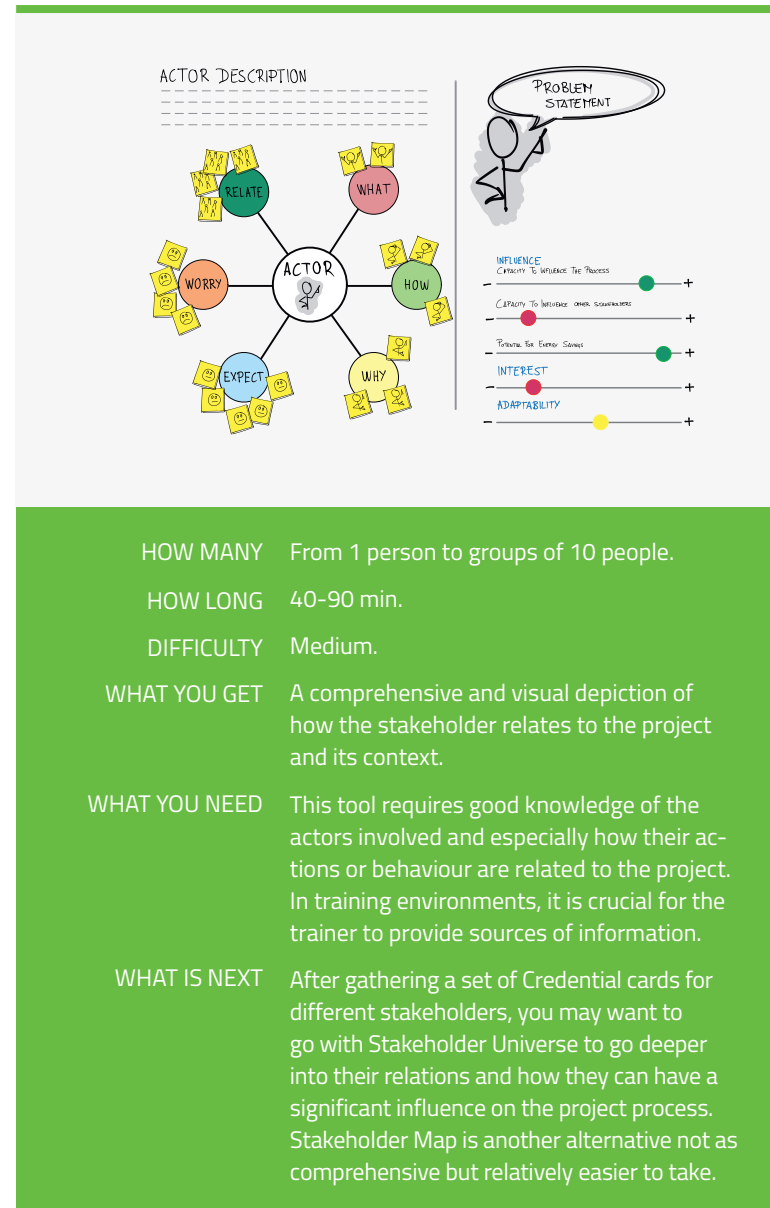 ACTOR DESCRIPTION
RELATE
WHAT
WORRY
ACTOR
HOW
EXPECT
WHY
PROBLEM
STATEMENT
INFLUENCE
CAPACITY TO INFLUENCE THE PROCESS
- +
CAPACITY TO INFLUENCE OTHER STAKEHOLDERS
- +
POTENTIAL FOR ENERGY SAVINGS
- +
INTEREST
- +
ADAPTABILITY
- +
HOW MANY From 1 person to groups of 10 people.
HOW LONG 40-90 min.
DIFFICULTY Medium.
WHAT YOU GET A comprehensive and visual depiction of
how the stakeholder relates to the project
and its context.
WHAT YOU NEED This tool requires good knowledge of the
actors involved and especially how their ac-
tions or behaviour are related to the project.
In training environments, it is crucial for the
trainer to provide sources of information.
WHAT IS NEXT After gathering a set of Credential cards for
different stakeholders, you may want to
go with Stakeholder Universe to go deeper
into their relations and how they can have a
significant influence on the project process.
Stakeholder Map is another alternative not as
comprehensive but relatively easier to take.